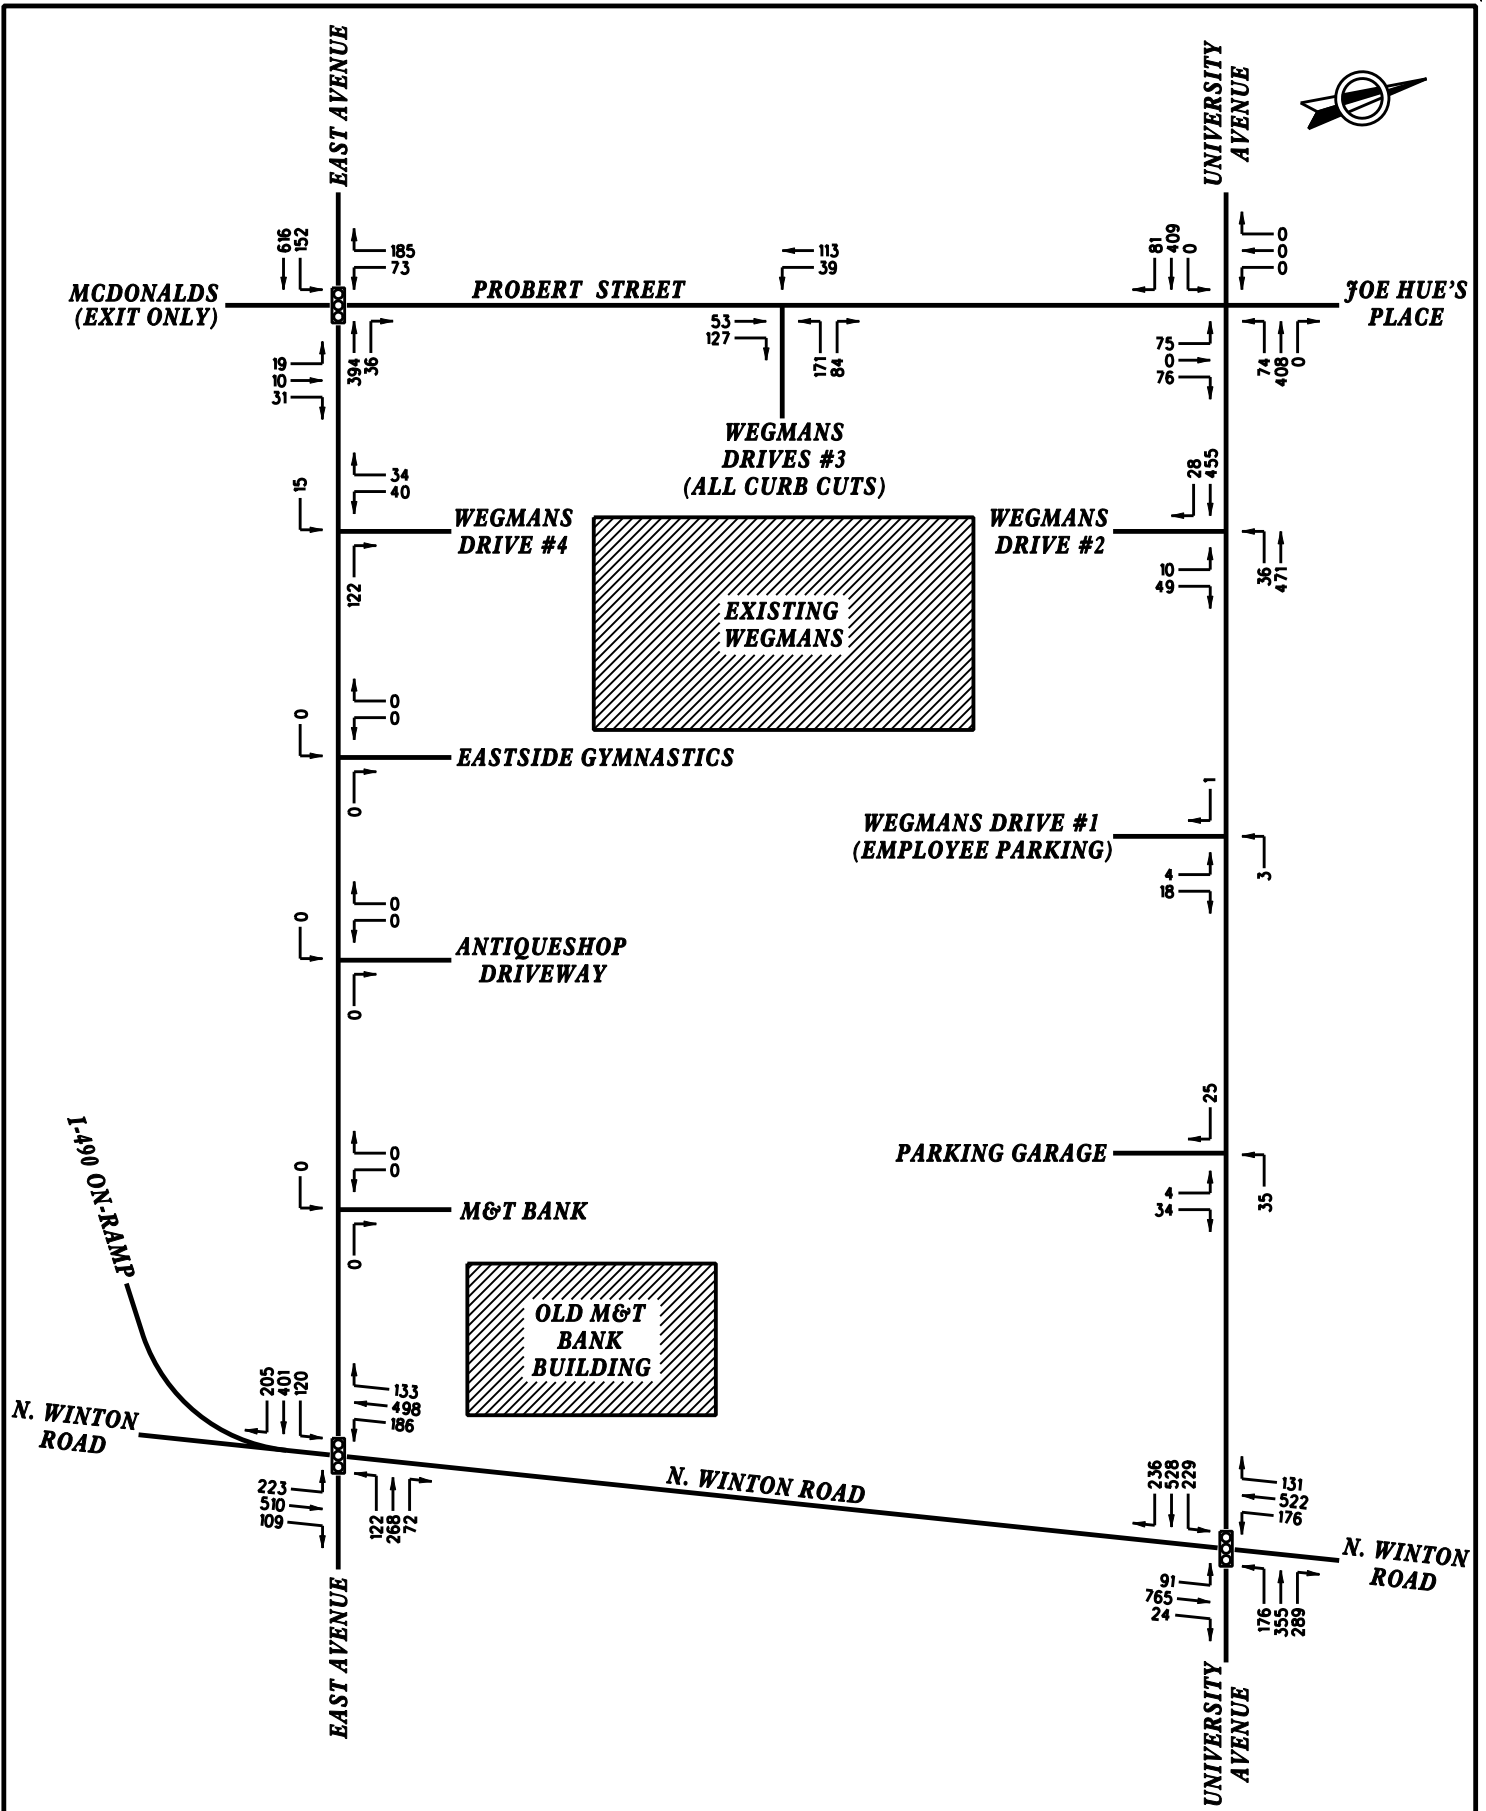 EAST AVENUE
UNIVERSITY
AVENUE
616
152
185
73
113
39
81
409
0
0
0
0
MCDONALDS
(EXIT ONLY)
PROBERT STREET
JOE HUE'S
PLACE
19
10
31
394
36
53
127
171
84
75
0
76
74
408
0
WEGMANS
DRIVES #3
(ALL CURB CUTS)
15
34
40
28
455
WEGMANS
DRIVE #4
WEGMANS
DRIVE #2
122
10
49
36
471
EXISTING
WEGMANS
0
0
0
EASTSIDE GYMNASTICS
0
1
WEGMANS DRIVE #1
(EMPLOYEE PARKING)
4
18
3
0
0
0
ANTIQUESHOP
DRIVEWAY
0
25
PARKING GARAGE
4
34
35
I-490 ON-RAMP
0
0
0
M&T BANK
0
OLD M&T
BANK
BUILDING
205
401
120
133
498
186
N. WINTON
ROAD
223
510
109
122
268
72
N. WINTON ROAD
236
528
229
131
522
176
N. WINTON
ROAD
91
765
24
176
355
289
EAST AVENUE
UNIVERSITY
AVENUE